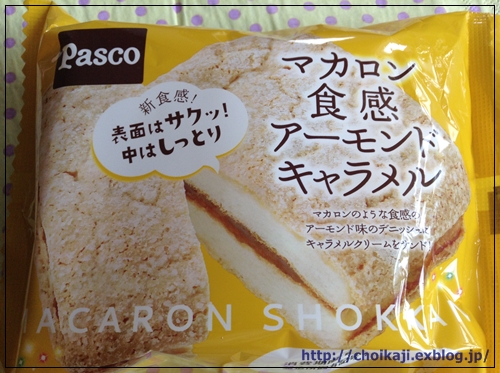 Pasco
新食感！
表面はサクッ！
中はしっとり
マカロン
食感
アーモンド
キャラメル
マカロンのような食感の
アーモンド味のデニッシュに
キャラメルクリームをサンド！
ACARON SHOKKA
http://choikaji.exblog.jp/